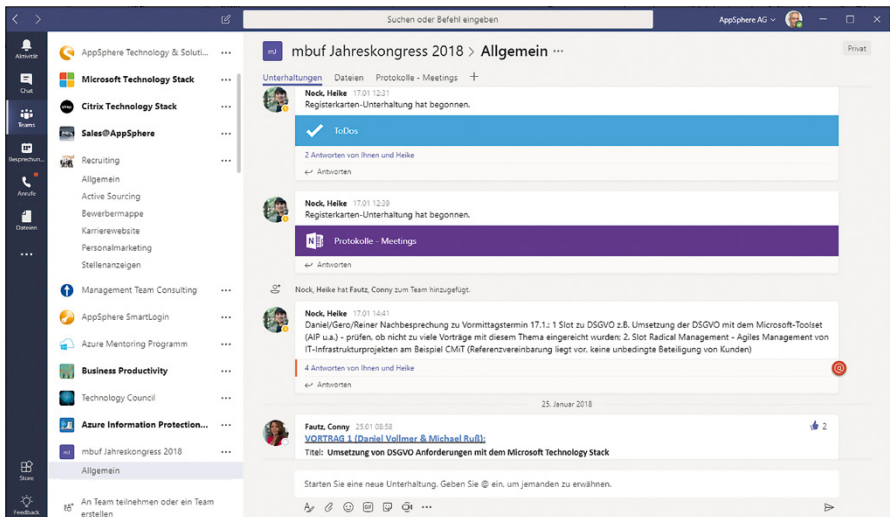 Suchen oder Befehl eingeben
AppSphere AG
Aktivität
Chat
Teams
Besprechun...
Anrufe
Dateien
Store
Feedback
AppSphere Technology & Soluti...
Microsoft Technology Stack
Citrix Technology Stack
Sales@AppSphere
Recruiting
Allgemein
Active Sourcing
Bewerbermappe
Karrierewebsite
Personalmarketing
Stellenanzeigen
Management Team Consulting
AppSphere SmartLogin
Azure Mentoring Programm
Business Productivity
Technology Council
Azure Information Protection...
mJ mbuf Jahreskongress 2018
Allgemein
An Team teilnehmen oder ein Team
erstellen
mJ mbuf Jahreskongress 2018 > Allgemein ...
Privat
Unterhaltungen Dateien Protokolle - Meetings +
Nock, Heike 17.01 12:31
Registerkarten-Unterhaltung hat begonnen.
ToDos
2 Antworten von Ihnen und Heike
Antworten
Nock, Heike 17.01 12:39
Registerkarten-Unterhaltung hat begonnen.
N Protokolle - Meetings
Antworten
Nock, Heike hat Fautz, Conny zum Team hinzugefügt.
Nock, Heike 17.01 14:41
Daniel/Gero/Reiner Nachbesprechung zu Vormittagstermin 17.1.: 1 Slot zu DSGVO z.B. Umsetzung der DSGVO mit dem Microsoft-Toolset
(AIP u.a.) - prüfen, ob nicht zu viele Vorträge mit diesem Thema eingereicht wurden; 2. Slot Radical Management - Agiles Management von
IT-Infrastrukturprojekten am Beispiel CMiT (Referenzvereinbarung liegt vor, keine unbedingte Beteiligung von Kunden)
4 Antworten von Ihnen und Heike
@
Antworten
25. Januar 2018
Fautz, Conny 25.01 08:58
2
VORTRAG 1 (Daniel Vollmer & Michael Ruß):
Titel: Umsetzung von DSGVO Anforderungen mit dem Microsoft Technology Stack
Starten Sie eine neue Unterhaltung. Geben Sie @ ein, um jemanden zu erwähnen.
GIF